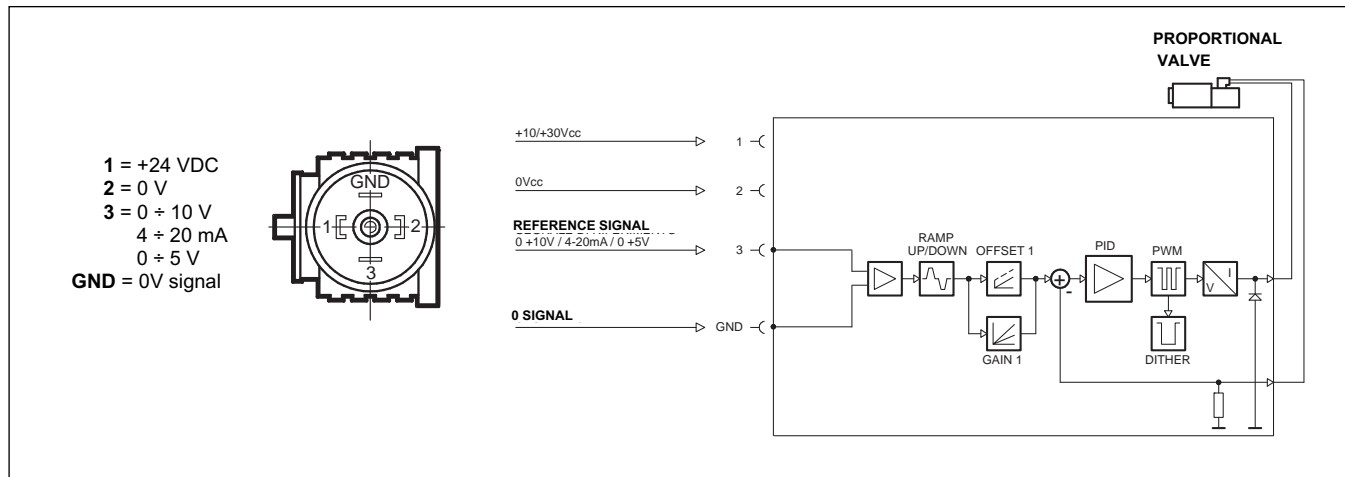 PROPORTIONAL
VALVE
1 = +24 VDC
2 = 0 V
3 = 0 ÷ 10 V
4 ÷ 20 mA
0 ÷ 5 V
GND = 0V signal
GND
1
2
3
+10/+30Vcc
1
0Vcc
2
REFERENCE SIGNAL
0 +10V / 4-20mA / 0 +5V
3
0 SIGNAL
GND
RAMP
UP/DOWN
OFFSET 1
GAIN 1
+
-
PID
PWM
DITHER
I
V